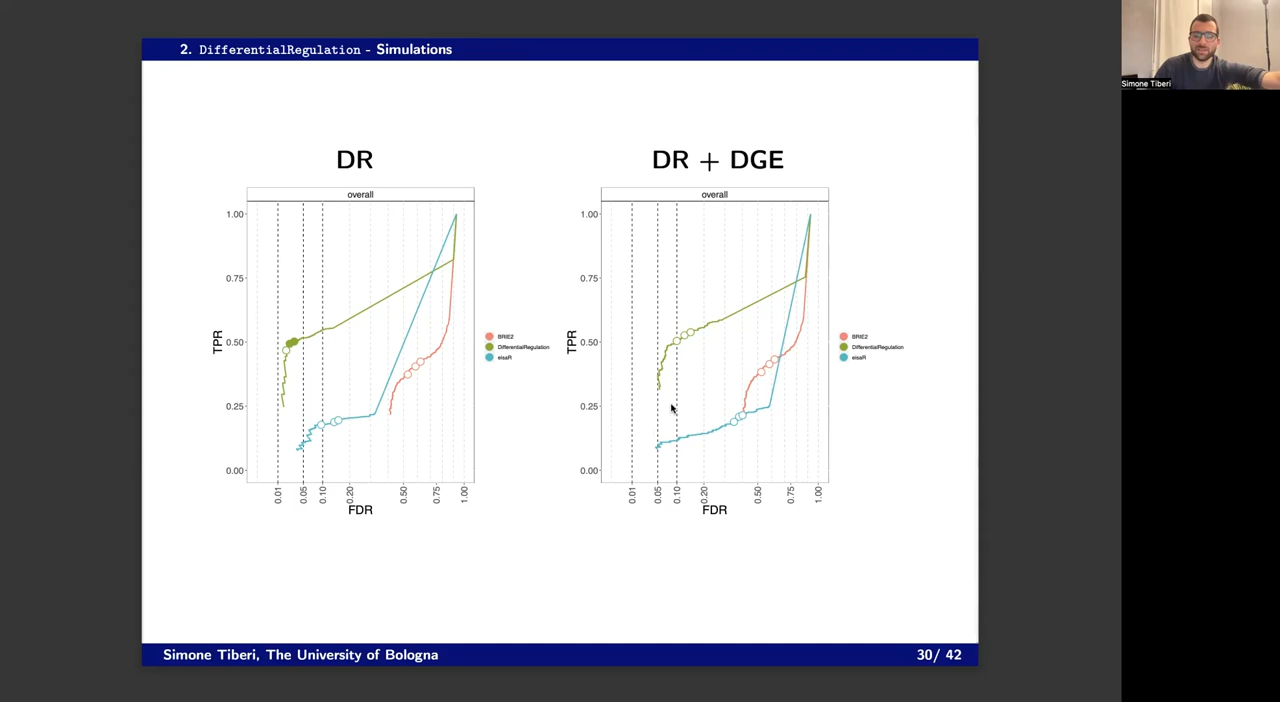 2. DifferentialRegulation - Simulations
Simone Tiberi
DR
DR + DGE
overall
1.00
0.75
0.50
0.25
0.00
TPR
0.01
0.05
0.10
0.20
0.50
0.75
1.00
FDR
BRIE2
DifferentialRegulation
eisaR
overall
1.00
0.75
0.50
0.25
0.00
TPR
0.01
0.05
0.10
0.20
0.50
0.75
1.00
FDR
BRIE2
DifferentialRegulation
eisaR
Simone Tiberi, The University of Bologna
30/ 42